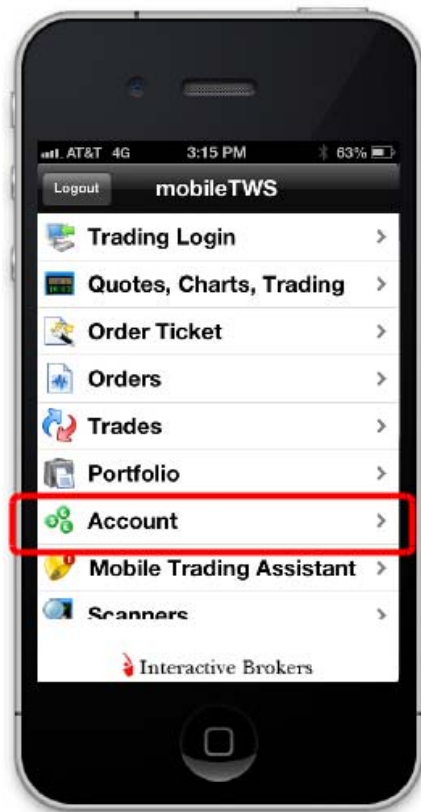 AT&T 4G 3:15 PM 63%
Logout mobileTWS
Trading Login
Quotes, Charts, Trading
Order Ticket
Orders
Trades
Portfolio
Account
Mobile Trading Assistant
Scanners
Interactive Brokers